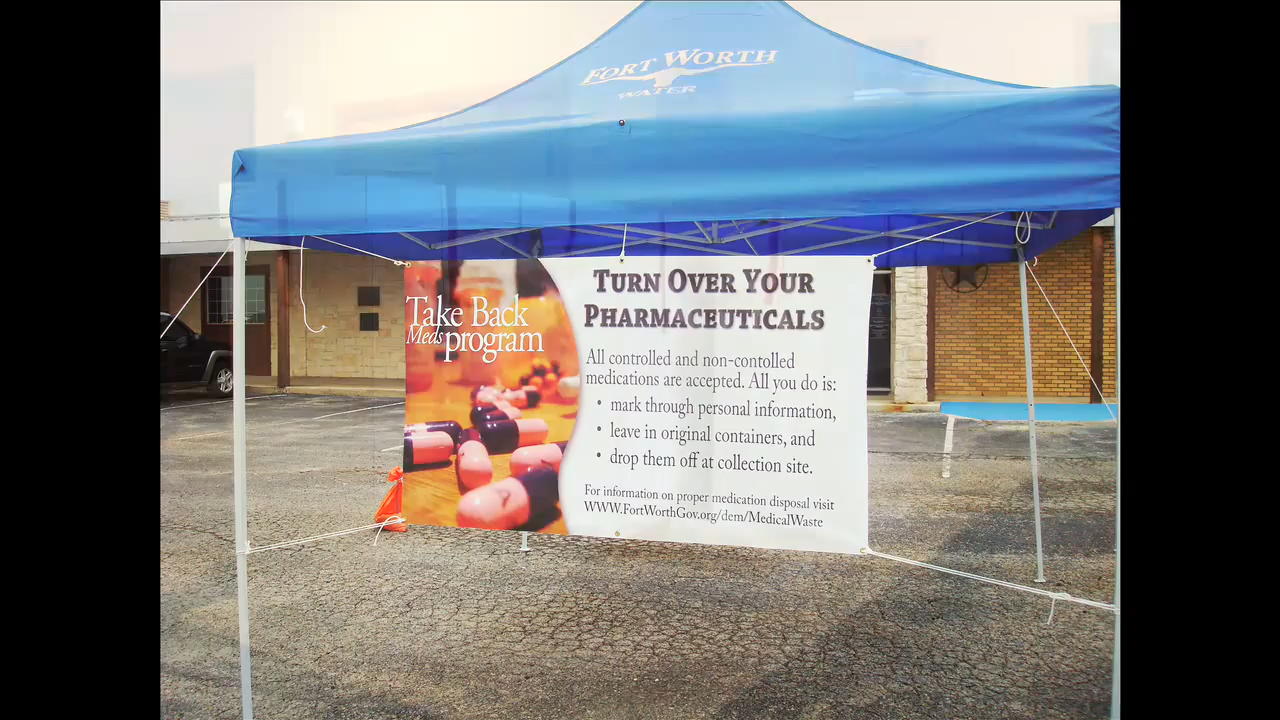 FORT WORTH
WATER
Take Back
Meds program
TURN OVER YOUR
PHARMACEUTICALS
All controlled and non-contolled
medications are accepted. All you do is:
• mark through personal information,
• leave in original containers, and
• drop them off at collection site.
For information on proper medication disposal visit
WWW.FortWorthGov.org/dem/MedicalWaste